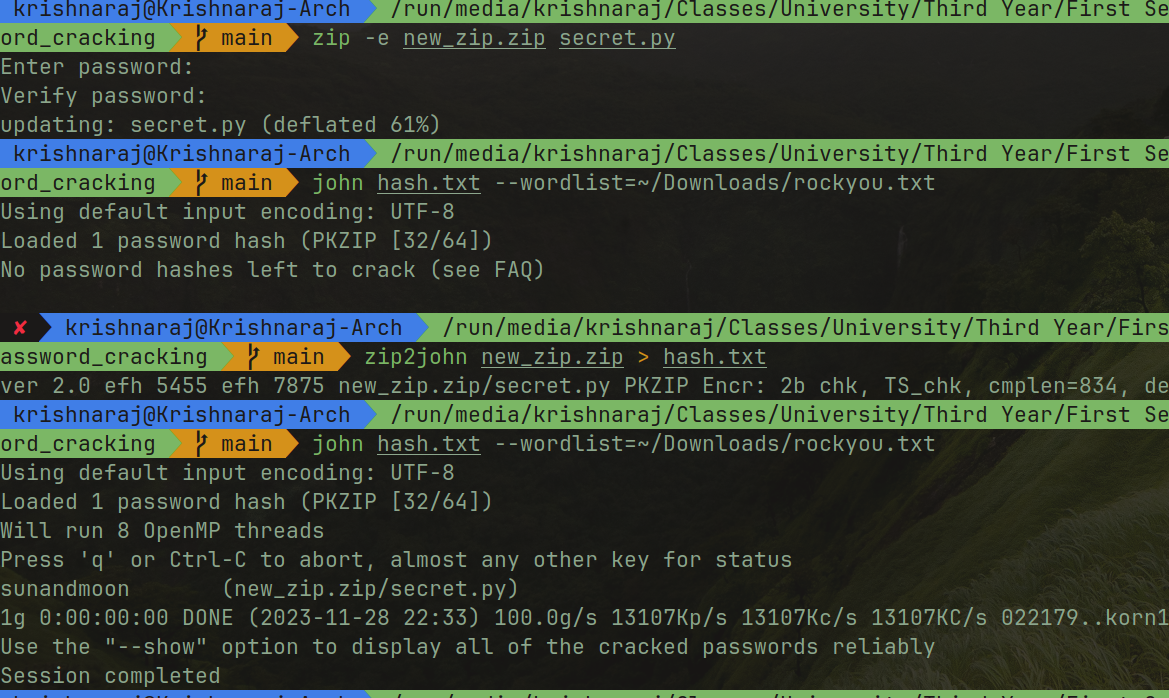 krishnaraj@Krishnaraj-Arch /run/media/krishnaraj/Classes/University/Third Year/First Se
ord_cracking main zip -e new_zip.zip secret.py
Enter password:
Verify password:
updating: secret.py (deflated 61%)
krishnaraj@Krishnaraj-Arch /run/media/krishnaraj/Classes/University/Third Year/First Se
ord_cracking main john hash.txt --wordlist=~/Downloads/rockyou.txt
Using default input encoding: UTF-8
Loaded 1 password hash (PKZIP [32/64])
No password hashes left to crack (see FAQ)
✘ krishnaraj@Krishnaraj-Arch /run/media/krishnaraj/Classes/University/Third Year/Firs
assword_cracking main zip2john new_zip.zip > hash.txt
ver 2.0 efh 5455 efh 7875 new_zip.zip/secret.py PKZIP Encr: 2b chk, TS_chk, cmplen=834, de
krishnaraj@Krishnaraj-Arch /run/media/krishnaraj/Classes/University/Third Year/First Se
ord_cracking main john hash.txt --wordlist=~/Downloads/rockyou.txt
Using default input encoding: UTF-8
Loaded 1 password hash (PKZIP [32/64])
Will run 8 OpenMP threads
Press 'q' or Ctrl-C to abort, almost any other key for status
sunandmoon (new_zip.zip/secret.py)
1g 0:00:00:00 DONE (2023-11-28 22:33) 100.0g/s 13107Kp/s 13107Kc/s 13107KC/s 022179..korn1
Use the "--show" option to display all of the cracked passwords reliably
Session completed